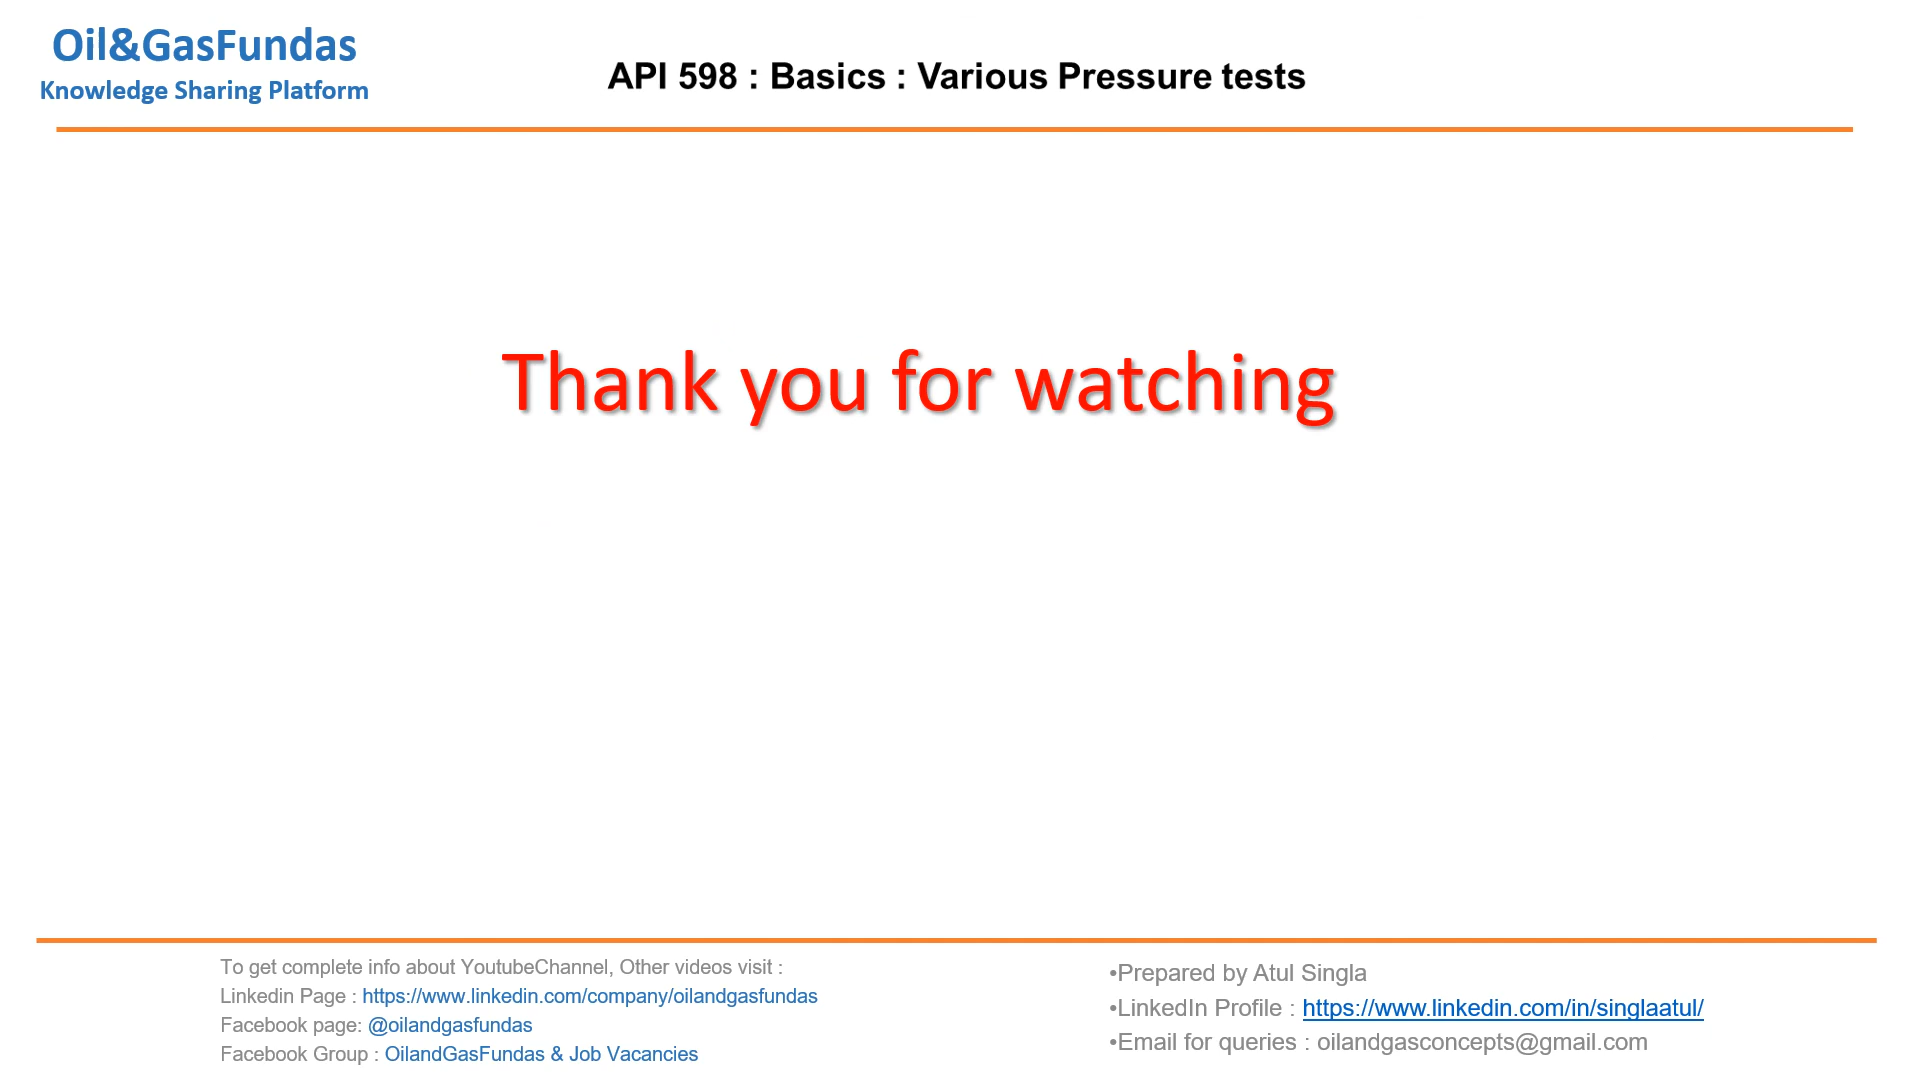 Oil&GasFundas
Knowledge Sharing Platform
API 598 : Basics : Various Pressure tests
Thank you for watching
To get complete info about YoutubeChannel, Other videos visit :
Linkedin Page : https://www.linkedin.com/company/oilandgasfundas
Facebook page: @oilandgasfundas
Facebook Group : OilandGasFundas & Job Vacancies
•Prepared by Atul Singla
•LinkedIn Profile : https://www.linkedin.com/in/singlaatul/
•Email for queries : oilandgasconcepts@gmail.com